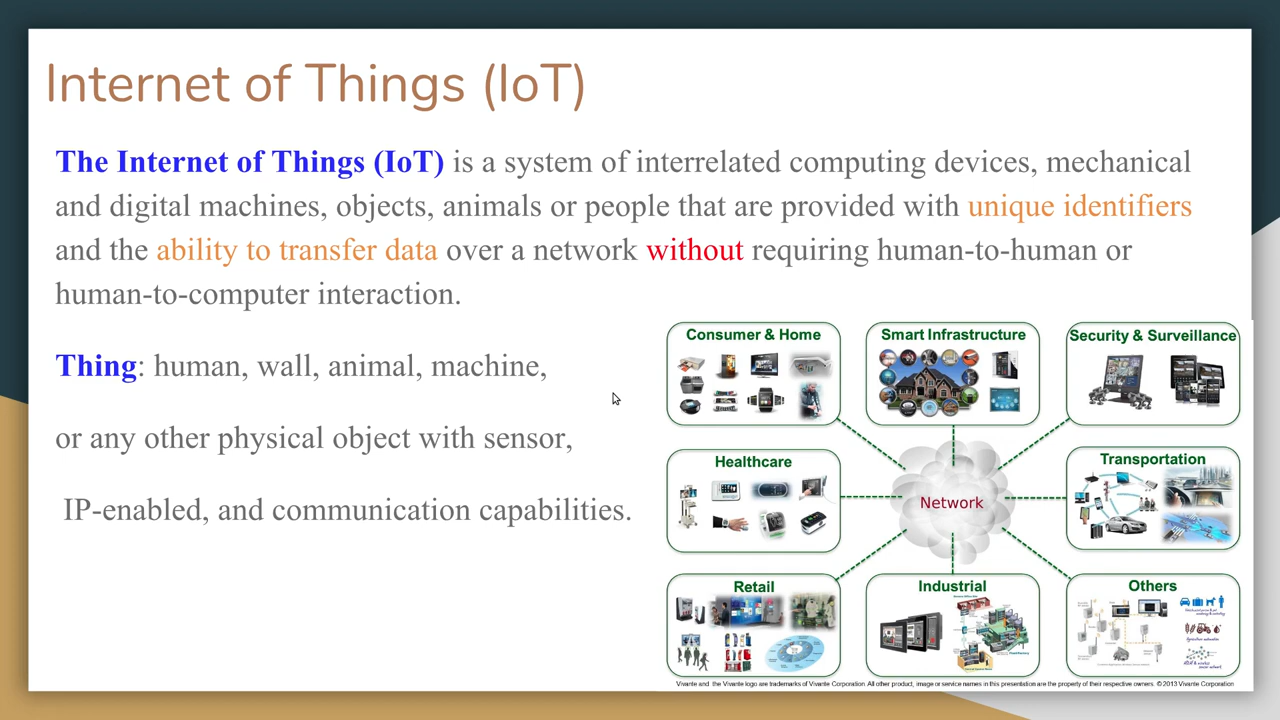 Internet of Things (IoT)
The Internet of Things (IoT) is a system of interrelated computing devices, mechanical
and digital machines, objects, animals or people that are provided with unique identifiers
and the ability to transfer data over a network without requiring human-to-human or
human-to-computer interaction.
Thing: human, wall, animal, machine,
or any other physical object with sensor,
IP-enabled, and communication capabilities.
Consumer & Home
Smart Infrastructure
Security & Surveillance
Healthcare
Network
Transportation
Retail
Industrial
Others
Vivante and the Vivante logo are trademarks of Vivante Corporation. All other product, image or service names in this presentation are the property of their respective owners. © 2013 Vivante Corporation